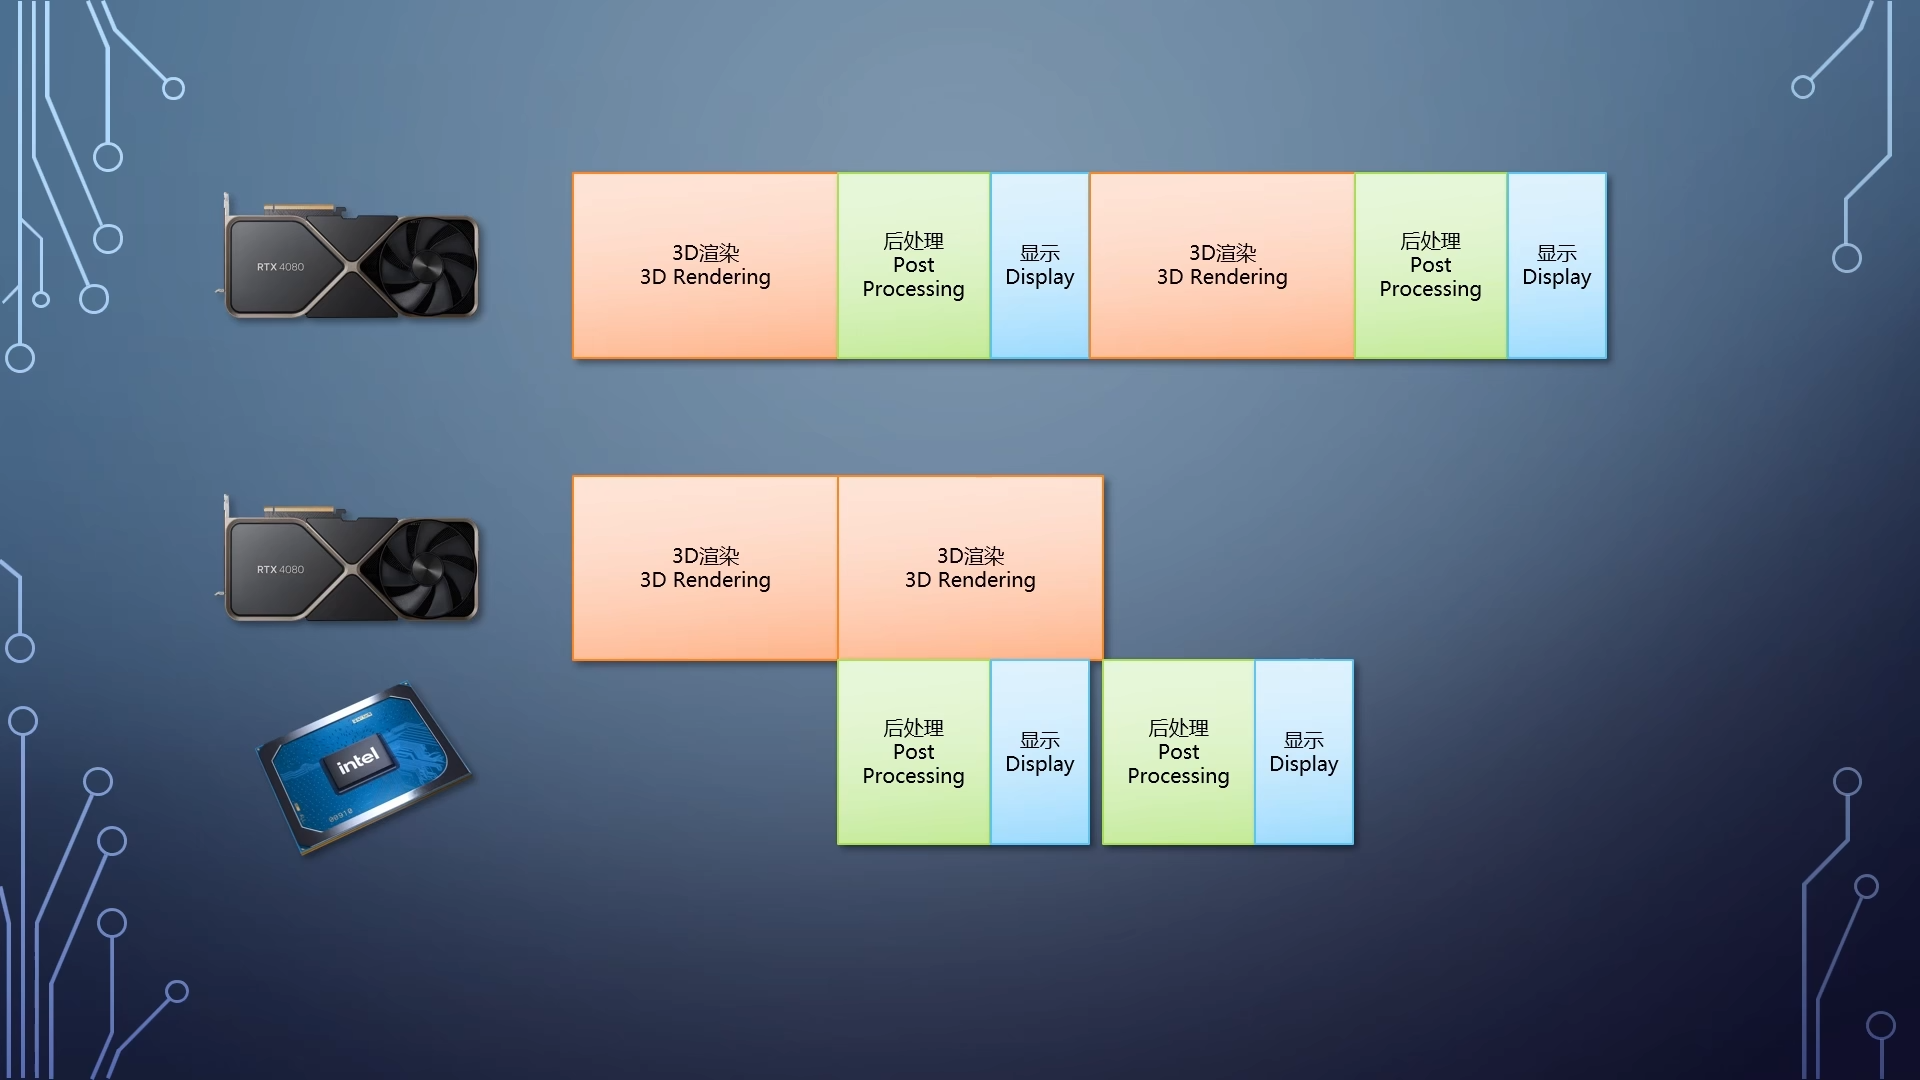 RTX 4080
3D渲染
3D Rendering
后处理
Post
Processing
显示
Display
3D渲染
3D Rendering
后处理
Post
Processing
显示
Display
RTX 4080
3D渲染
3D Rendering
3D渲染
3D Rendering
intel
后处理
Post
Processing
显示
Display
后处理
Post
Processing
显示
Display